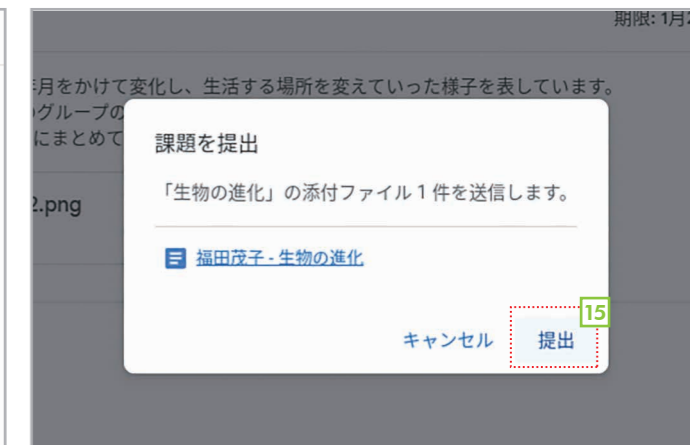 期限: 1月
月をかけて変化し、生活する場所を変えていった様子を表しています。
グループの
にまとめて
課題を提出
「生物の進化」の添付ファイル 1 件を送信します。
.png
福田茂子 - 生物の進化
15
キャンセル
提出